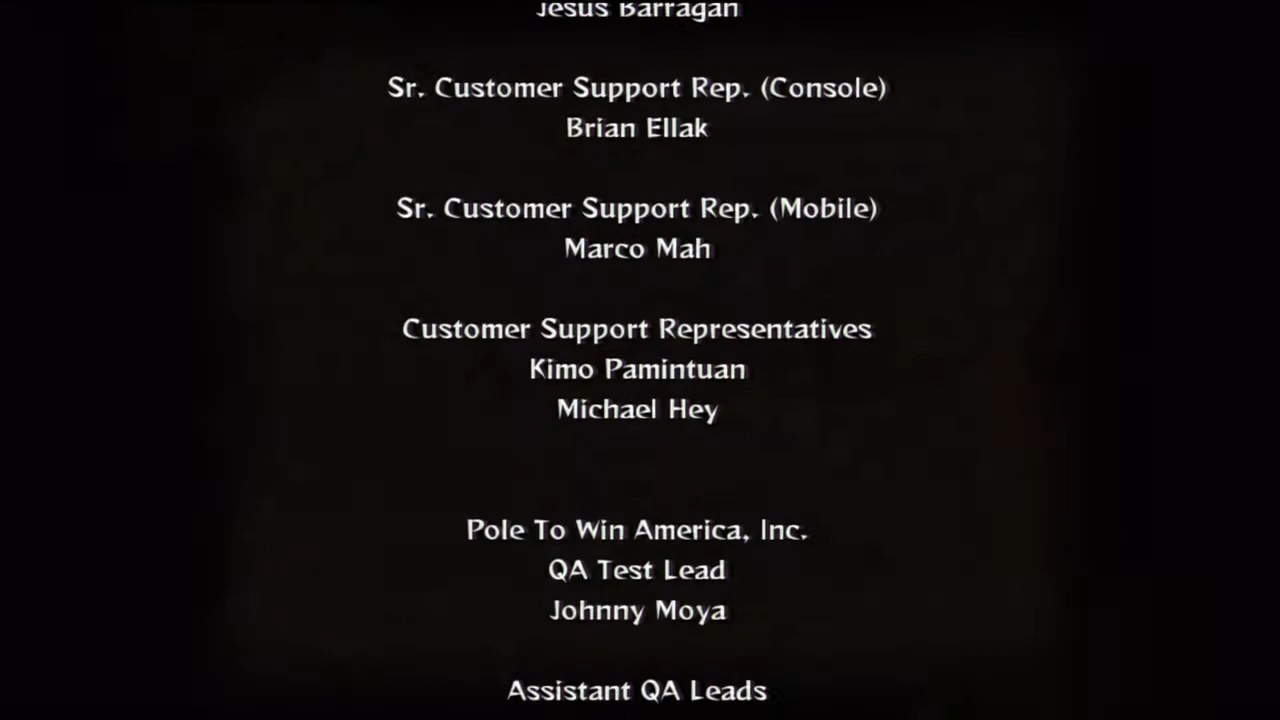 Jesus Barragan
Sr. Customer Support Rep. (Console)
Brian Ellak
Sr. Customer Support Rep. (Mobile)
Marco Mah
Customer Support Representatives
Kimo Pamintuan
Michael Hey
Pole To Win America, Inc.
QA Test Lead
Johnny Moya
Assistant QA Leads